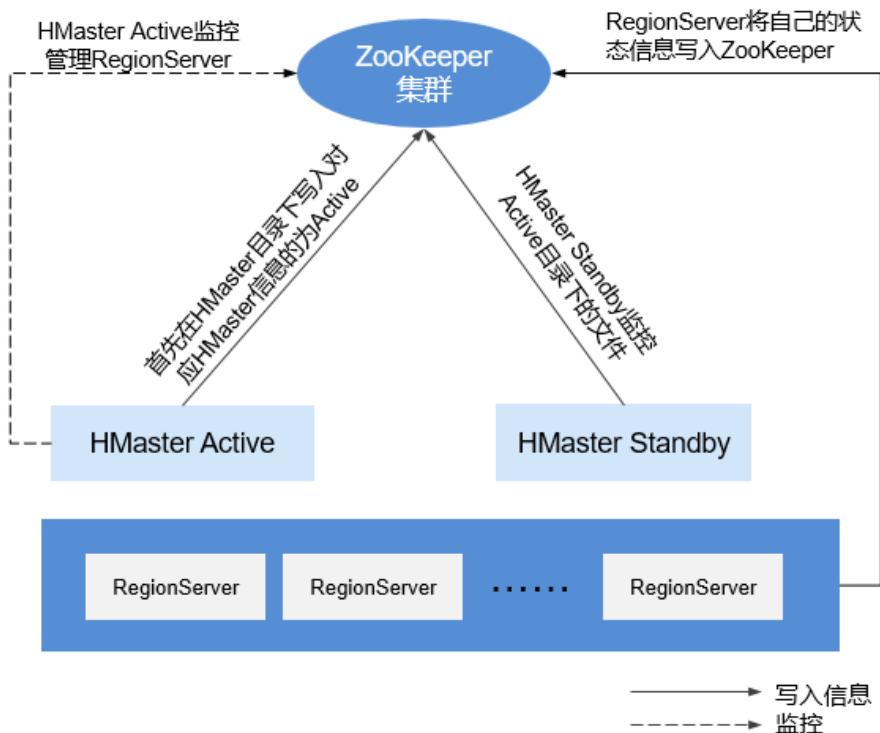 HMaster Active监控
管理RegionServer
ZooKeeper
集群
RegionServer将自己的状
态信息写入ZooKeeper
首先在HMaster目录下写入对
应HMaster信息的为Active
HMaster Standby监控
Active目录下的文件
HMaster Active
HMaster Standby
RegionServer
RegionServer
······
RegionServer
写入信息
监控